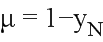 μ = 1–y_N